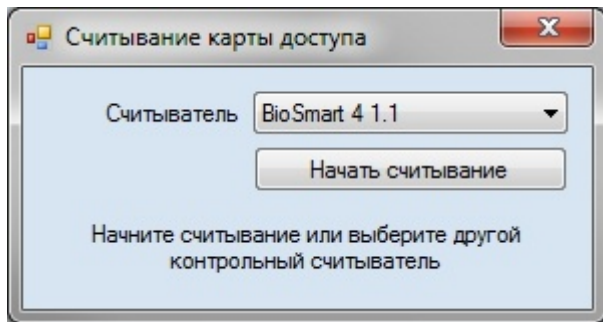 Считывание карты доступа
Считыватель BioSmart 4 1.1
Начать считывание
Начните считывание или выберите другой
контрольный считыватель